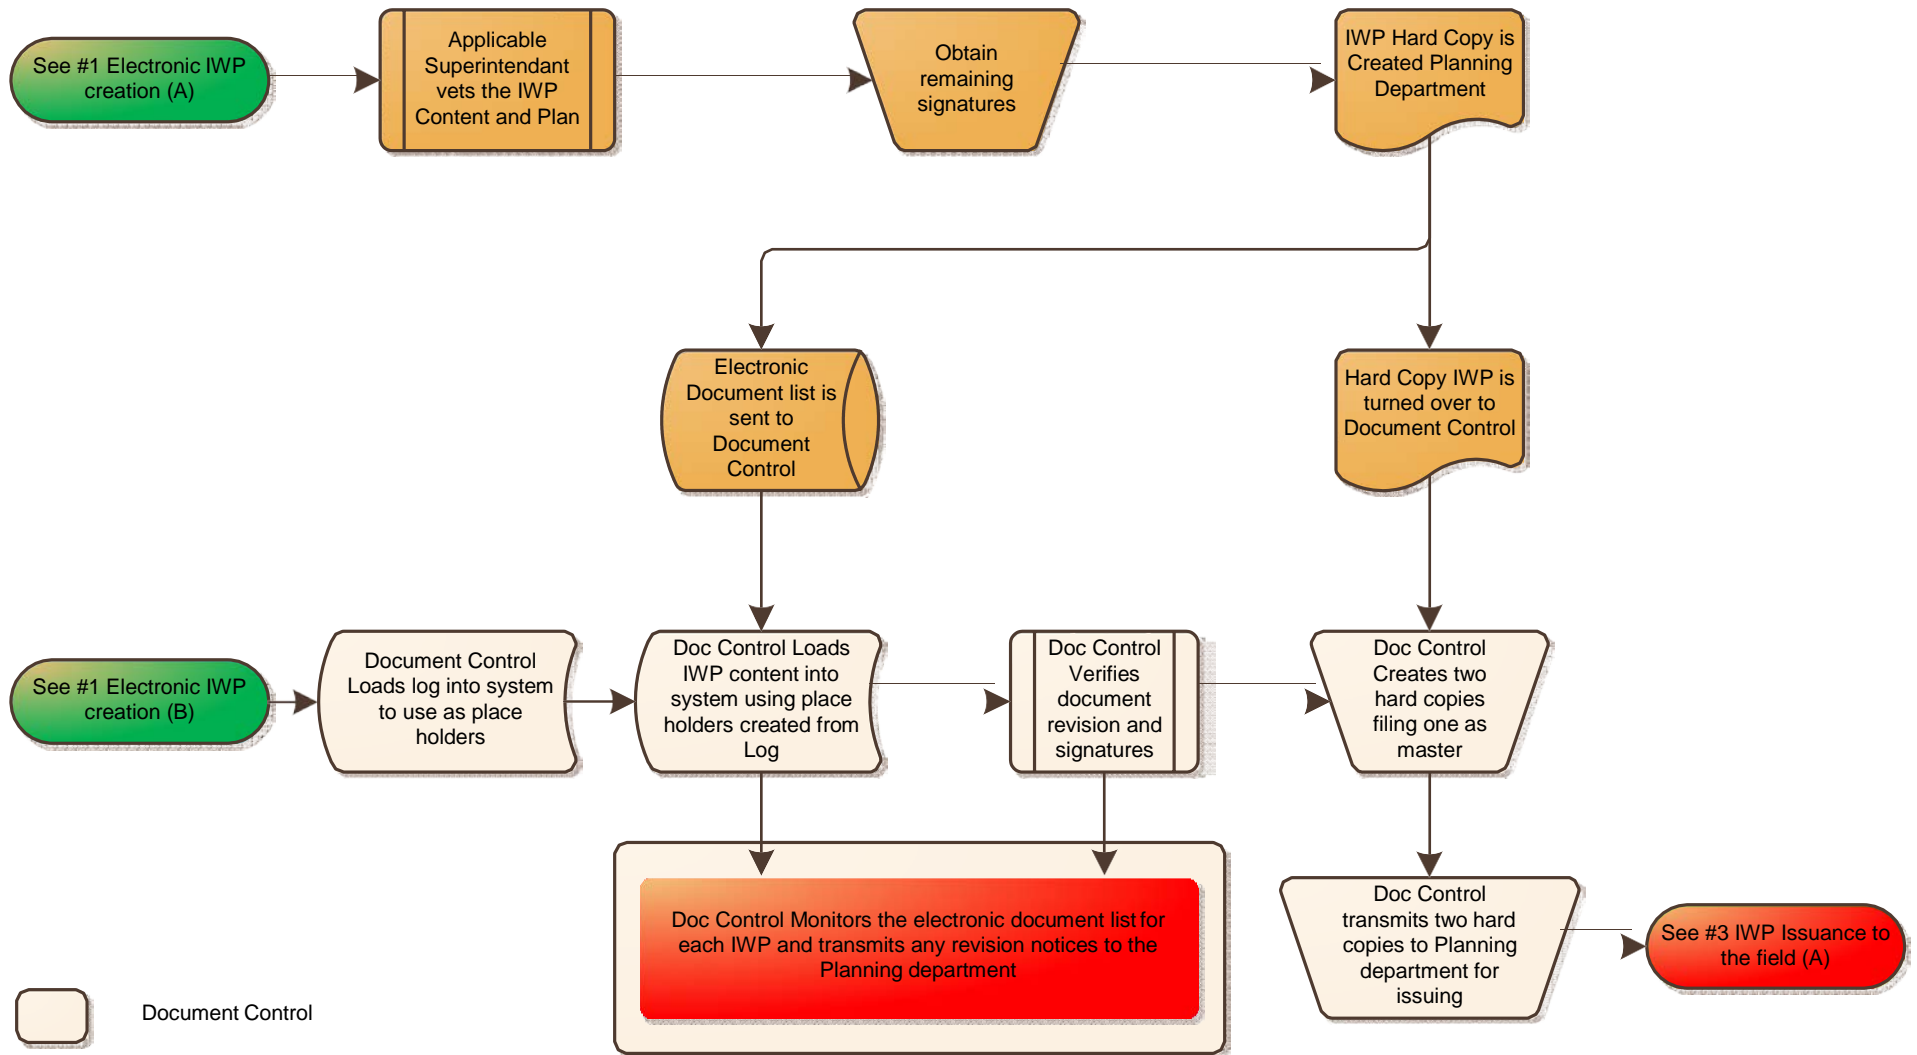 See #1 Electronic IWP
creation (A)
Applicable
Superintendant
vets the IWP
Content and Plan
Obtain
remaining
signatures
IWP Hard Copy is
Created Planning
Department
Electronic
Document list is
sent to
Document
Control
Hard Copy IWP is
turned over to
Document Control
See #1 Electronic IWP
creation (B)
Document Control
Loads log into system
to use as place
holders
Doc Control Loads
IWP content into
system using place
holders created from
Log
Doc Control
Verifies
document
revision and
signatures
Doc Control
Creates two
hard copies
filing one as
master
Doc Control Monitors the electronic document list for
each IWP and transmits any revision notices to the
Planning department
Doc Control
transmits two hard
copies to Planning
department for
issuing
See #3 IWP Issuance to
the field (A)
Document Control